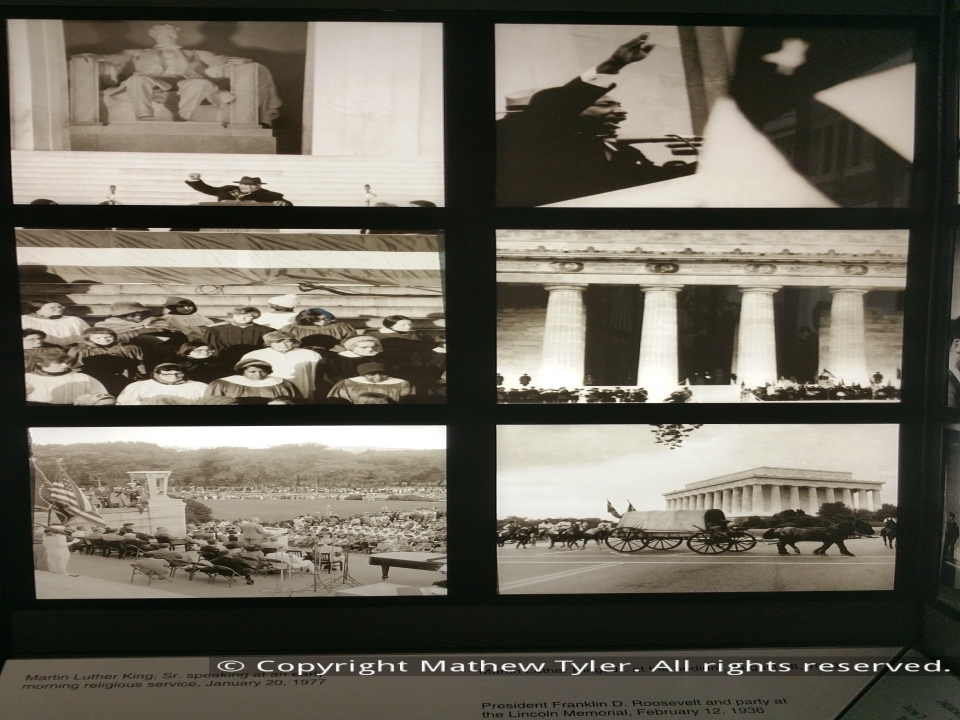 Martin Luther King, Sr. speaking at an
morning religious service, January 20, 1977
© Copyright Mathew Tyler. All rights reserved.
President Franklin D. Roosevelt and party at
the Lincoln Memorial, February 12, 1936